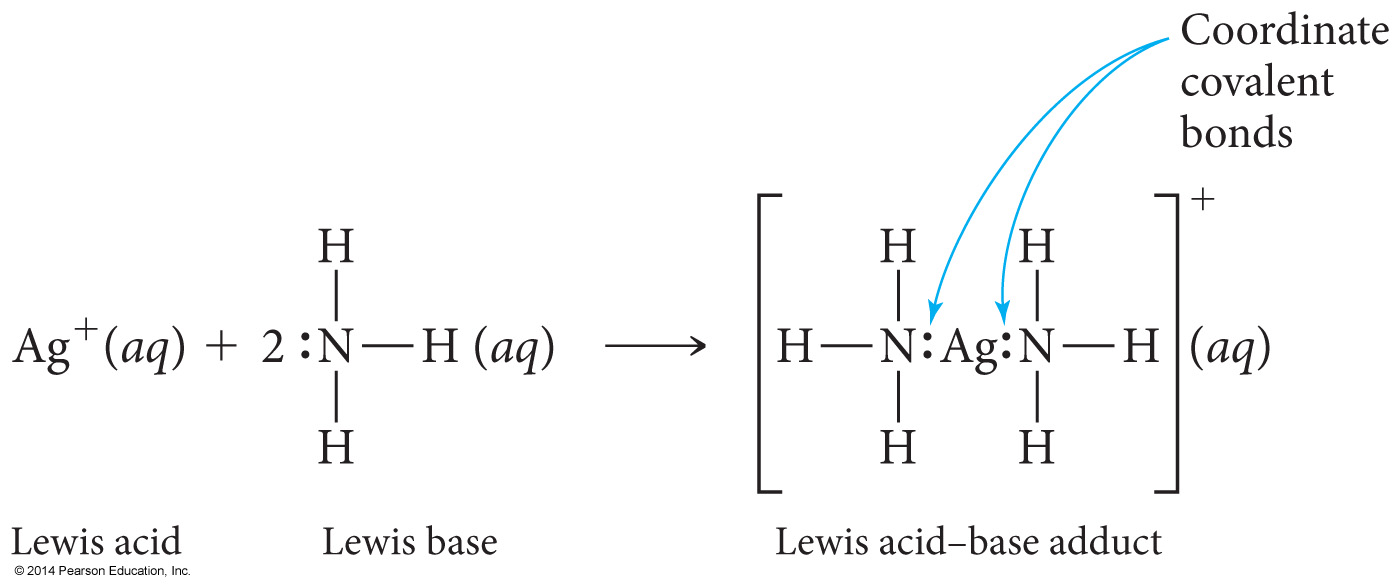 Coordinate
covalent
bonds
+
H H H
Ag⁺(aq) + 2 :N—H (aq) ⟶ H—N:Ag:N—H (aq)
H H H
Lewis acid Lewis base Lewis acid–base adduct
© 2014 Pearson Education, Inc.